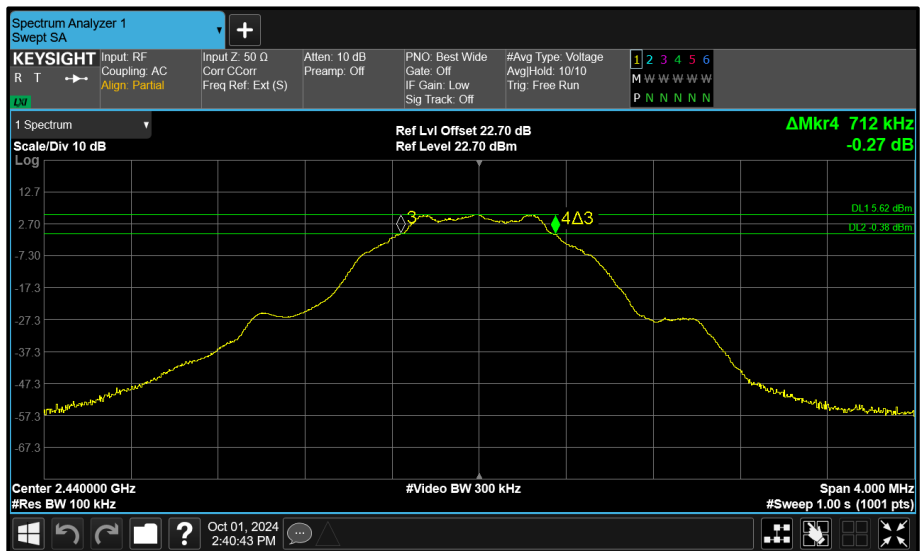 Spectrum Analyzer 1
Swept SA
+
KEYSIGHT
R T
LXI
Input: RF
Coupling: AC
Align: Partial
Input Z: 50 Ω
Corr CCorr
Freq Ref: Ext (S)
Atten: 10 dB
Preamp: Off
PNO: Best Wide
Gate: Off
IF Gain: Low
Sig Track: Off
#Avg Type: Voltage
Avg|Hold: 10/10
Trig: Free Run
1 2 3 4 5 6
M W W W W W
P N N N N N
1 Spectrum
Scale/Div 10 dB
Log
Ref Lvl Offset 22.70 dB
Ref Level 22.70 dBm
ΔMkr4 712 kHz
-0.27 dB
12.7
2.70
-7.30
-17.3
-27.3
-37.3
-47.3
-57.3
-67.3
DL1 5.62 dBm
DL2 -0.38 dBm
3
4Δ3
Center 2.440000 GHz
#Video BW 300 kHz
Span 4.000 MHz
#Res BW 100 kHz
#Sweep 1.00 s (1001 pts)
?
Oct 01, 2024
2:40:43 PM